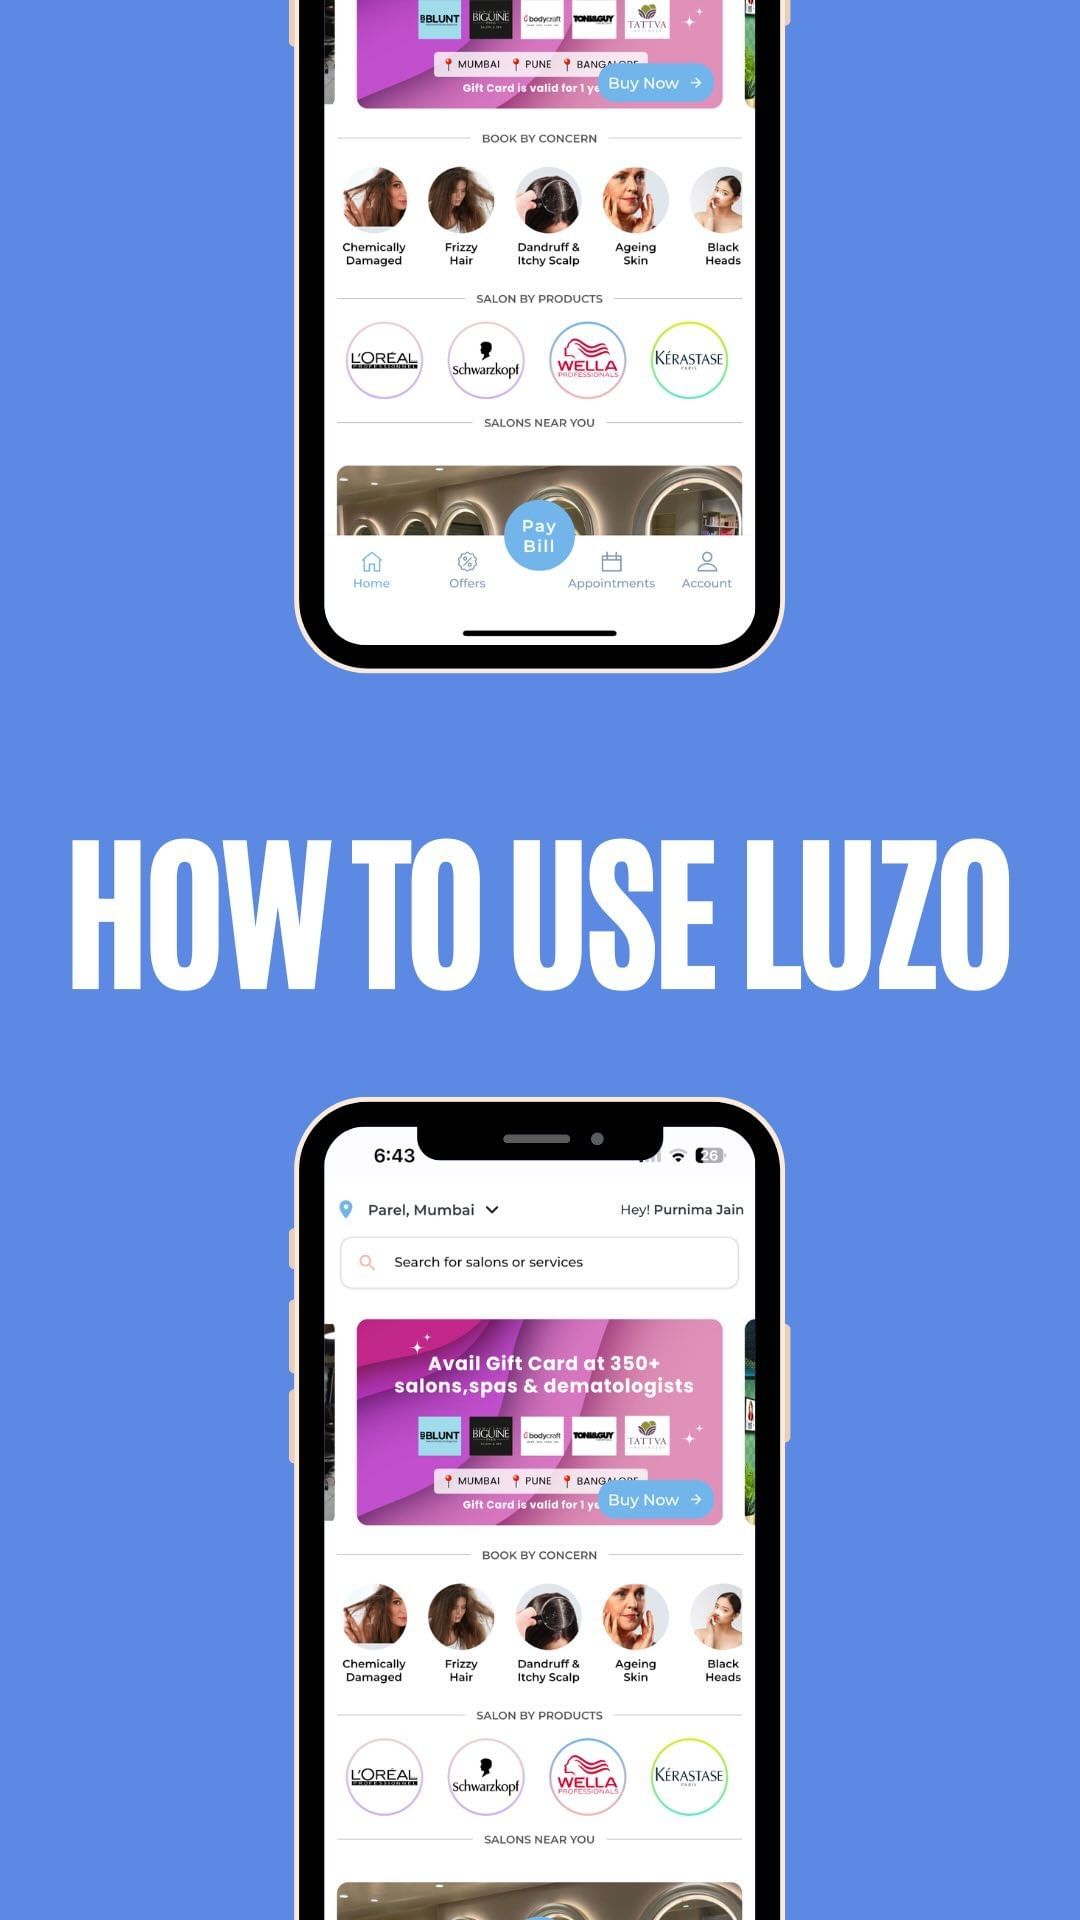 BBLUNT
BIGUINE
bodycraft
TONI&GUY
TATTVA
MUMBAI
PUNE
BANGALORE
Gift Card is valid for 1 ye
Buy Now
BOOK BY CONCERN
Chemically
Damaged
Frizzy
Hair
Dandruff &
Itchy Scalp
Ageing
Skin
Black
Heads
SALON BY PRODUCTS
L'ORÉAL
PROFESSIONNEL
Schwarzkopf
WELLA
PROFESSIONALS
KÉRASTASE
PARIS
SALONS NEAR YOU
Pay
Bill
Home
Offers
Appointments
Account
HOW TO USE LUZO
6:43
26
Parel, Mumbai
Hey! Purnima Jain
Search for salons or services
Avail Gift Card at 350+
salons,spas & dematologists
BBLUNT
BIGUINE
bodycraft
TONI&GUY
TATTVA
MUMBAI
PUNE
BANGALORE
Gift Card is valid for 1 ye
Buy Now
BOOK BY CONCERN
Chemically
Damaged
Frizzy
Hair
Dandruff &
Itchy Scalp
Ageing
Skin
Black
Heads
SALON BY PRODUCTS
L'ORÉAL
PROFESSIONNEL
Schwarzkopf
WELLA
PROFESSIONALS
KÉRASTASE
PARIS
SALONS NEAR YOU